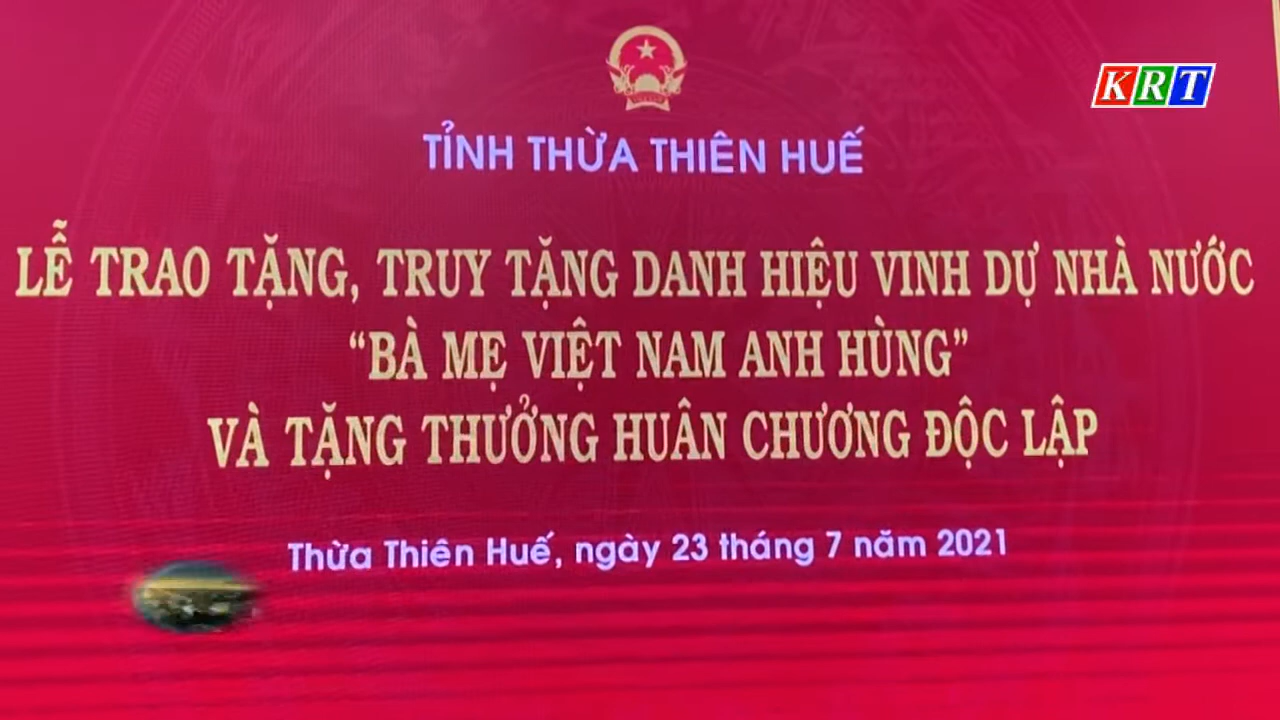 KRT
TỈNH THỪA THIÊN HUẾ
LỄ TRAO TẶNG, TRUY TẶNG DANH HIỆU VINH DỰ NHÀ NƯỚC
“BÀ MẸ VIỆT NAM ANH HÙNG”
VÀ TẶNG THƯỞNG HUÂN CHƯƠNG ĐỘC LẬP
Thừa Thiên Huế, ngày 23 tháng 7 năm 2021